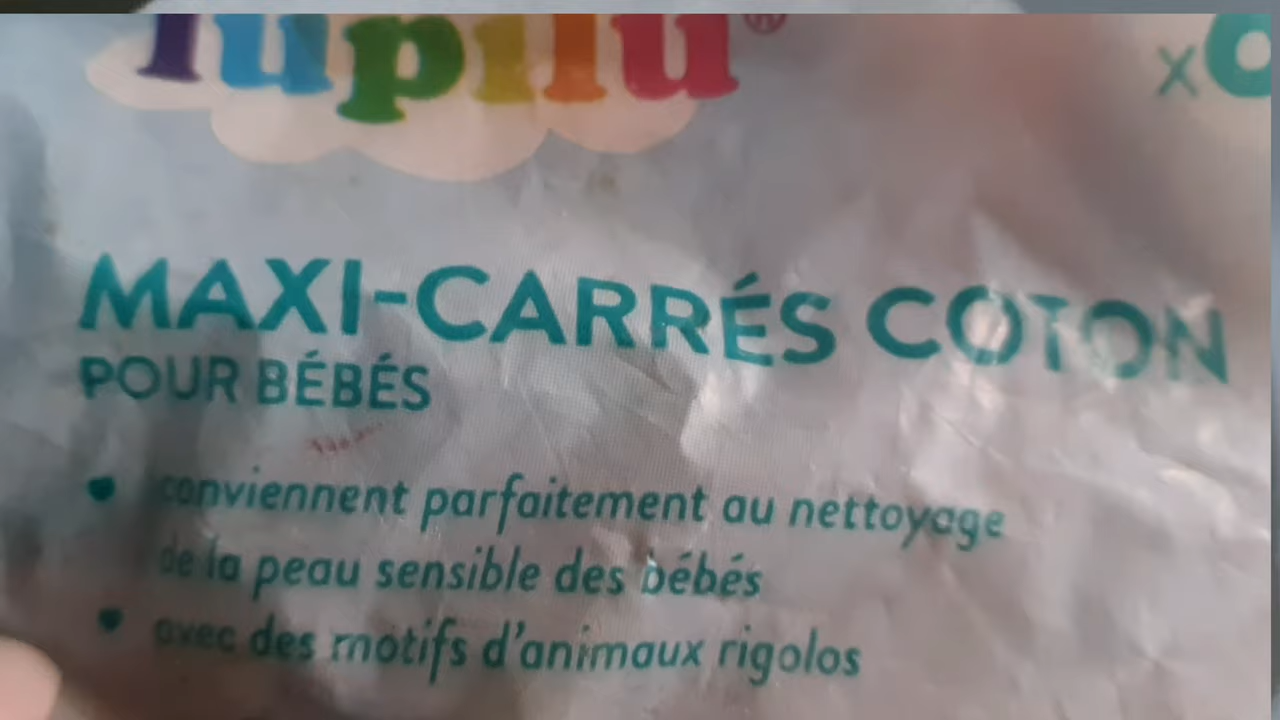 lupilu®
x6
MAXI-CARRÉS COTON
POUR BÉBÉS
• conviennent parfaitement au nettoyage
de la peau sensible des bébés
• avec des motifs d'animaux rigolos